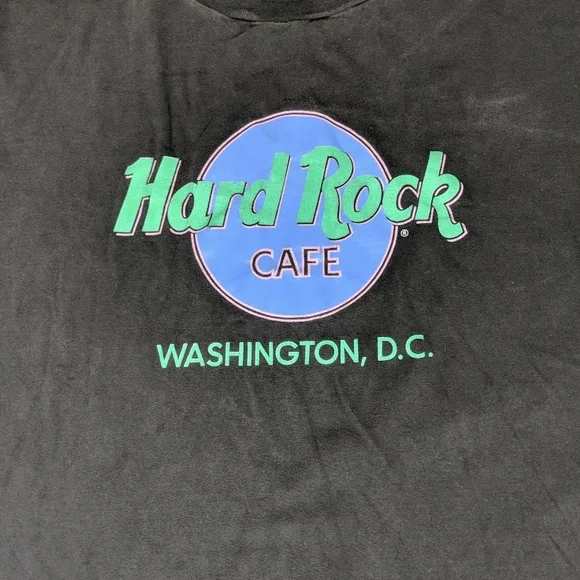 Hard Rock
®
CAFE
WASHINGTON, D.C.